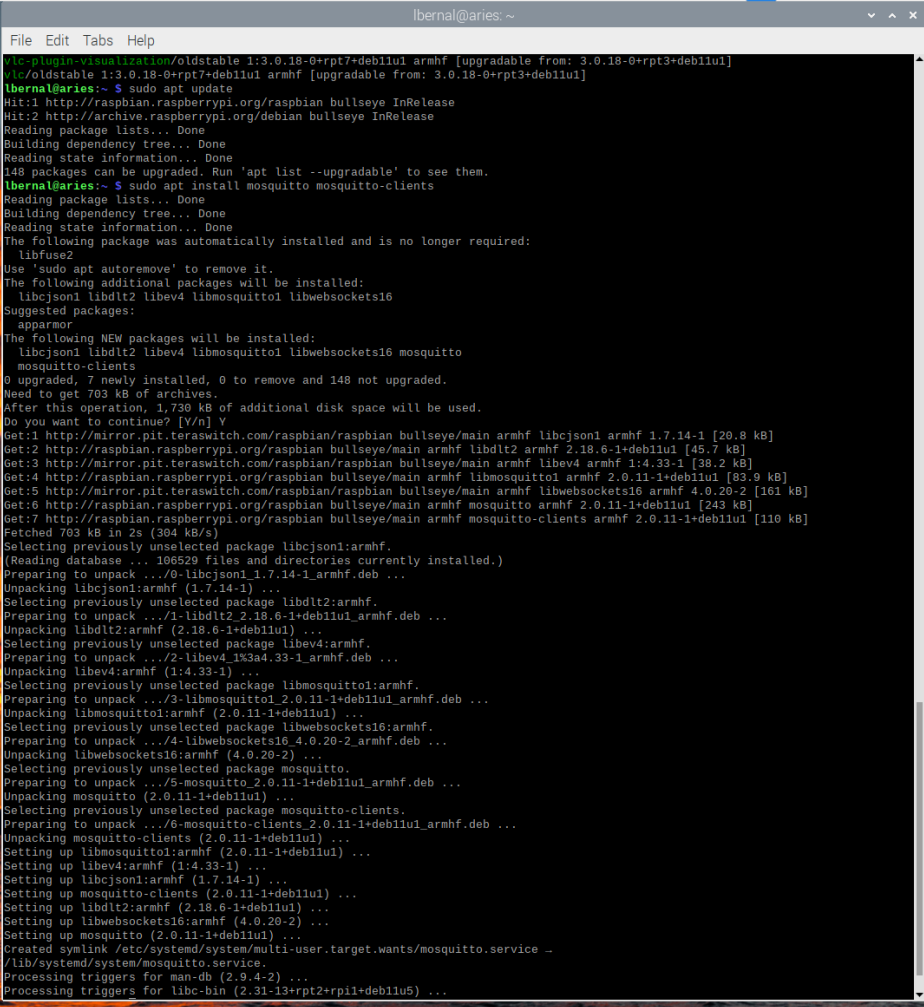 lbernal@aries: ~
File Edit Tabs Help
vlc-plugin-visualization/oldstable 1:3.0.18-0+rpt7+deb11u1 armhf [upgradable from: 3.0.18-0+rpt3+deb11u1]
vlc/oldstable 1:3.0.18-0+rpt7+deb11u1 armhf [upgradable from: 3.0.18-0+rpt3+deb11u1]
lbernal@aries:~ $ sudo apt update
Hit:1 http://raspbian.raspberrypi.org/raspbian bullseye InRelease
Hit:2 http://archive.raspberrypi.org/debian bullseye InRelease
Reading package lists... Done
Building dependency tree... Done
Reading state information... Done
148 packages can be upgraded. Run 'apt list --upgradable' to see them.
lbernal@aries:~ $ sudo apt install mosquitto mosquitto-clients
Reading package lists... Done
Building dependency tree... Done
Reading state information... Done
The following package was automatically installed and is no longer required:
  libfuse2
Use 'sudo apt autoremove' to remove it.
The following additional packages will be installed:
  libcjson1 libdlt2 libev4 libmosquitto1 libwebsockets16
Suggested packages:
  apparmor
The following NEW packages will be installed:
  libcjson1 libdlt2 libev4 libmosquitto1 libwebsockets16 mosquitto
  mosquitto-clients
0 upgraded, 7 newly installed, 0 to remove and 148 not upgraded.
Need to get 703 kB of archives.
After this operation, 1,730 kB of additional disk space will be used.
Do you want to continue? [Y/n] Y
Get:1 http://mirror.pit.teraswitch.com/raspbian/raspbian bullseye/main armhf libcjson1 armhf 1.7.14-1 [20.8 kB]
Get:2 http://raspbian.raspberrypi.org/raspbian bullseye/main armhf libdlt2 armhf 2.18.6-1+deb11u1 [45.7 kB]
Get:3 http://mirror.pit.teraswitch.com/raspbian/raspbian bullseye/main armhf libev4 armhf 1:4.33-1 [38.2 kB]
Get:4 http://raspbian.raspberrypi.org/raspbian bullseye/main armhf libmosquitto1 armhf 2.0.11-1+deb11u1 [83.9 kB]
Get:5 http://mirror.pit.teraswitch.com/raspbian/raspbian bullseye/main armhf libwebsockets16 armhf 4.0.20-2 [161 kB]
Get:6 http://raspbian.raspberrypi.org/raspbian bullseye/main armhf mosquitto armhf 2.0.11-1+deb11u1 [243 kB]
Get:7 http://raspbian.raspberrypi.org/raspbian bullseye/main armhf mosquitto-clients armhf 2.0.11-1+deb11u1 [110 kB]
Fetched 703 kB in 2s (304 kB/s)
Selecting previously unselected package libcjson1:armhf.
(Reading database ... 106529 files and directories currently installed.)
Preparing to unpack .../0-libcjson1_1.7.14-1_armhf.deb ...
Unpacking libcjson1:armhf (1.7.14-1) ...
Selecting previously unselected package libdlt2:armhf.
Preparing to unpack .../1-libdlt2_2.18.6-1+deb11u1_armhf.deb ...
Unpacking libdlt2:armhf (2.18.6-1+deb11u1) ...
Selecting previously unselected package libev4:armhf.
Preparing to unpack .../2-libev4_1%3a4.33-1_armhf.deb ...
Unpacking libev4:armhf (1:4.33-1) ...
Selecting previously unselected package libmosquitto1:armhf.
Preparing to unpack .../3-libmosquitto1_2.0.11-1+deb11u1_armhf.deb ...
Unpacking libmosquitto1:armhf (2.0.11-1+deb11u1) ...
Selecting previously unselected package libwebsockets16:armhf.
Preparing to unpack .../4-libwebsockets16_4.0.20-2_armhf.deb ...
Unpacking libwebsockets16:armhf (4.0.20-2) ...
Selecting previously unselected package mosquitto.
Preparing to unpack .../5-mosquitto_2.0.11-1+deb11u1_armhf.deb ...
Unpacking mosquitto (2.0.11-1+deb11u1) ...
Selecting previously unselected package mosquitto-clients.
Preparing to unpack .../6-mosquitto-clients_2.0.11-1+deb11u1_armhf.deb ...
Unpacking mosquitto-clients (2.0.11-1+deb11u1) ...
Setting up libmosquitto1:armhf (2.0.11-1+deb11u1) ...
Setting up libev4:armhf (1:4.33-1) ...
Setting up libcjson1:armhf (1.7.14-1) ...
Setting up mosquitto-clients (2.0.11-1+deb11u1) ...
Setting up libdlt2:armhf (2.18.6-1+deb11u1) ...
Setting up libwebsockets16:armhf (4.0.20-2) ...
Setting up mosquitto (2.0.11-1+deb11u1) ...
Created symlink /etc/systemd/system/multi-user.target.wants/mosquitto.service →
/lib/systemd/system/mosquitto.service.
Processing triggers for man-db (2.9.4-2) ...
Processing triggers for libc-bin (2.31-13+rpt2+rpi1+deb11u5) ...